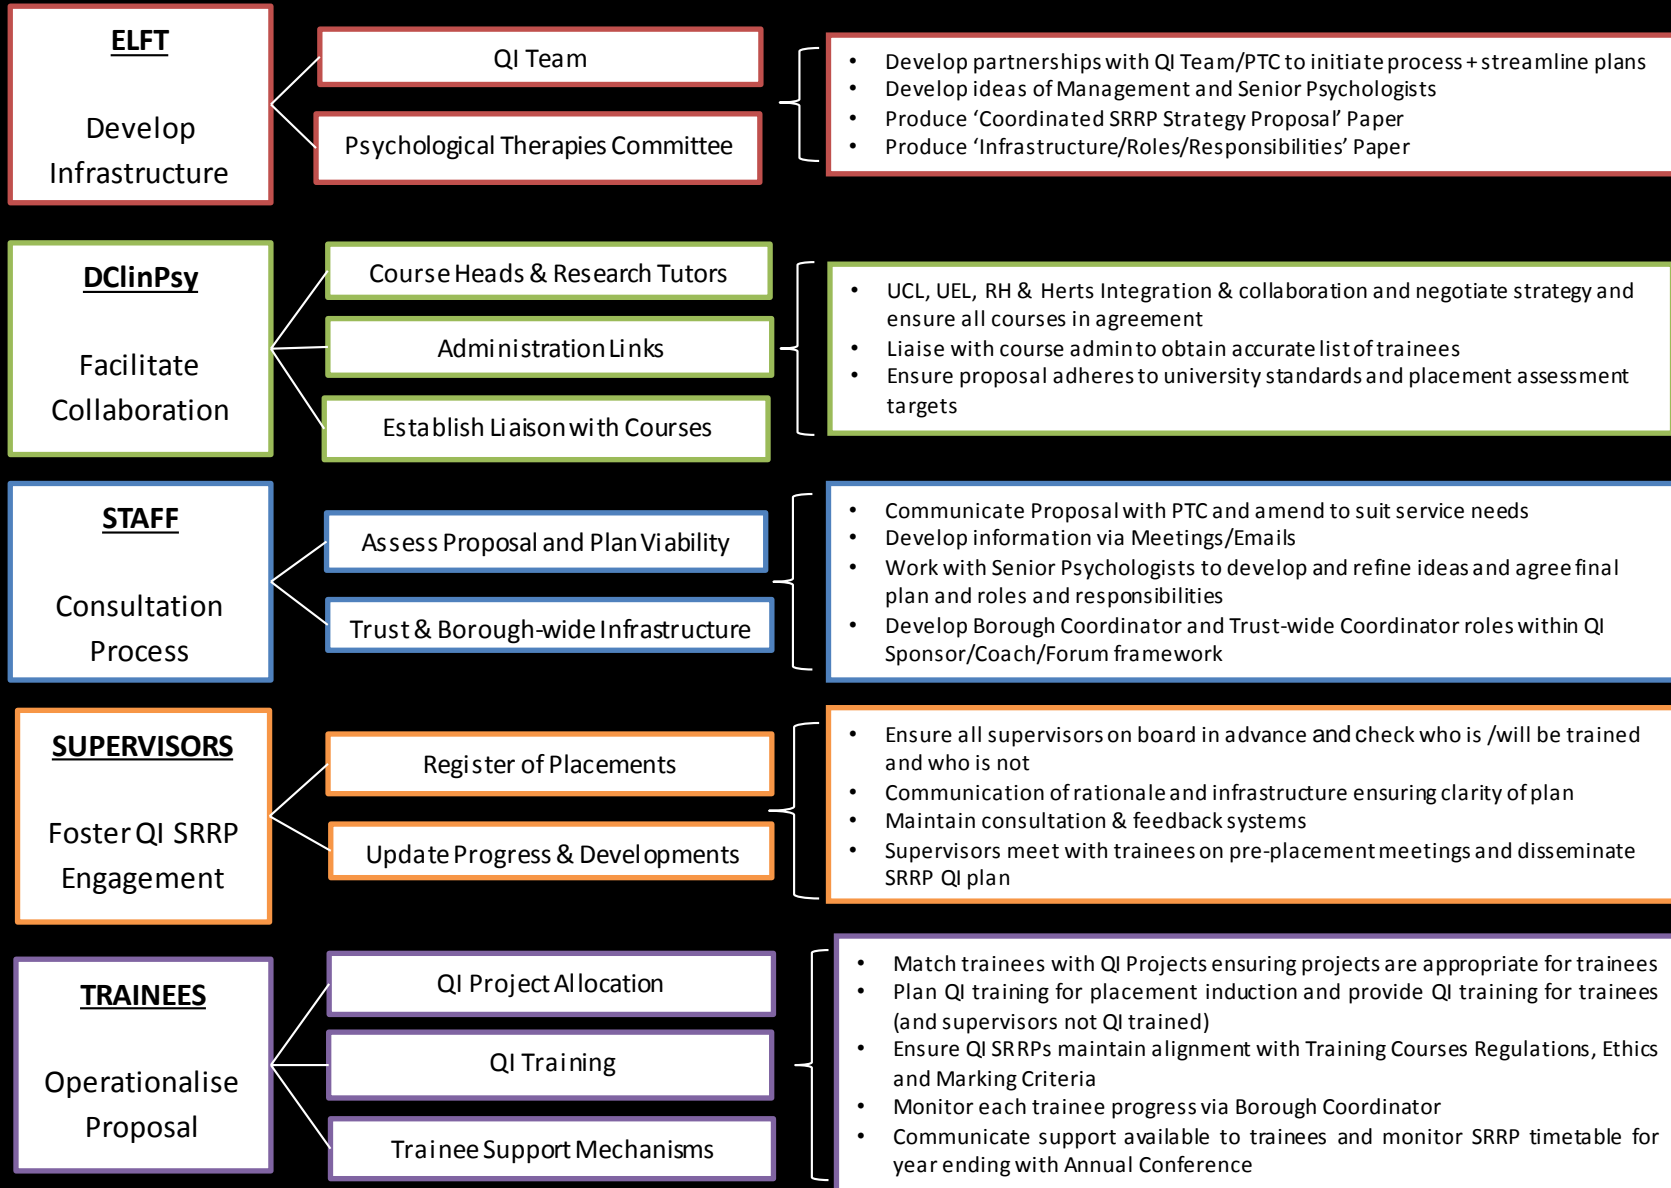 ELFT
Develop
Infrastructure
QI Team
Psychological Therapies Committee
• Develop partnerships with QI Team/PTC to initiate process + streamline plans
• Develop ideas of Management and Senior Psychologists
• Produce ‘Coordinated SRRP Strategy Proposal’ Paper
• Produce ‘Infrastructure/Roles/Responsibilities’ Paper
DClinPsy
Facilitate
Collaboration
Course Heads & Research Tutors
Administration Links
Establish Liaison with Courses
• UCL, UEL, RH & Herts Integration & collaboration and negotiate strategy and
ensure all courses in agreement
• Liaise with course admin to obtain accurate list of trainees
• Ensure proposal adheres to university standards and placement assessment
targets
STAFF
Consultation
Process
Assess Proposal and Plan Viability
Trust & Borough-wide Infrastructure
• Communicate Proposal with PTC and amend to suit service needs
• Develop information via Meetings/Emails
• Work with Senior Psychologists to develop and refine ideas and agree final
plan and roles and responsibilities
• Develop Borough Coordinator and Trust-wide Coordinator roles within QI
Sponsor/Coach/Forum framework
SUPERVISORS
Foster QI SRRP
Engagement
Register of Placements
Update Progress & Developments
• Ensure all supervisors on board in advance and check who is /will be trained
and who is not
• Communication of rationale and infrastructure ensuring clarity of plan
• Maintain consultation & feedback systems
• Supervisors meet with trainees on pre-placement meetings and disseminate
SRRP QI plan
TRAINEES
Operationalise
Proposal
QI Project Allocation
QI Training
Trainee Support Mechanisms
• Match trainees with QI Projects ensuring projects are appropriate for trainees
• Plan QI training for placement induction and provide QI training for trainees
(and supervisors not QI trained)
• Ensure QI SRRPs maintain alignment with Training Courses Regulations, Ethics
and Marking Criteria
• Monitor each trainee progress via Borough Coordinator
• Communicate support available to trainees and monitor SRRP timetable for
year ending with Annual Conference